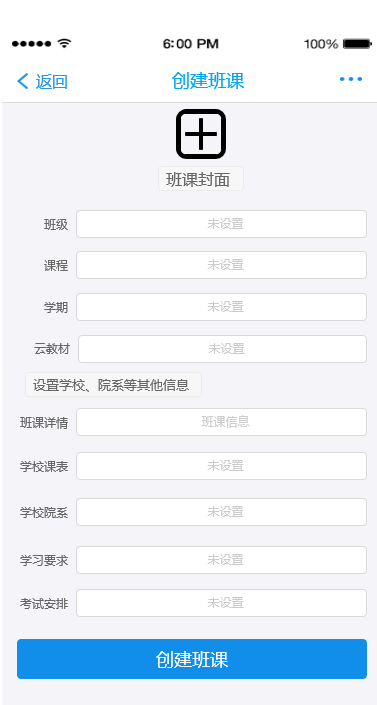 6:00 PM 100%
返回 创建班课
班课封面
班级 未设置
课程 未设置
学期 未设置
云教材 未设置
设置学校、院系等其他信息
班课详情 班课信息
学校课表 未设置
学校院系 未设置
学习要求 未设置
考试安排 未设置
创建班课